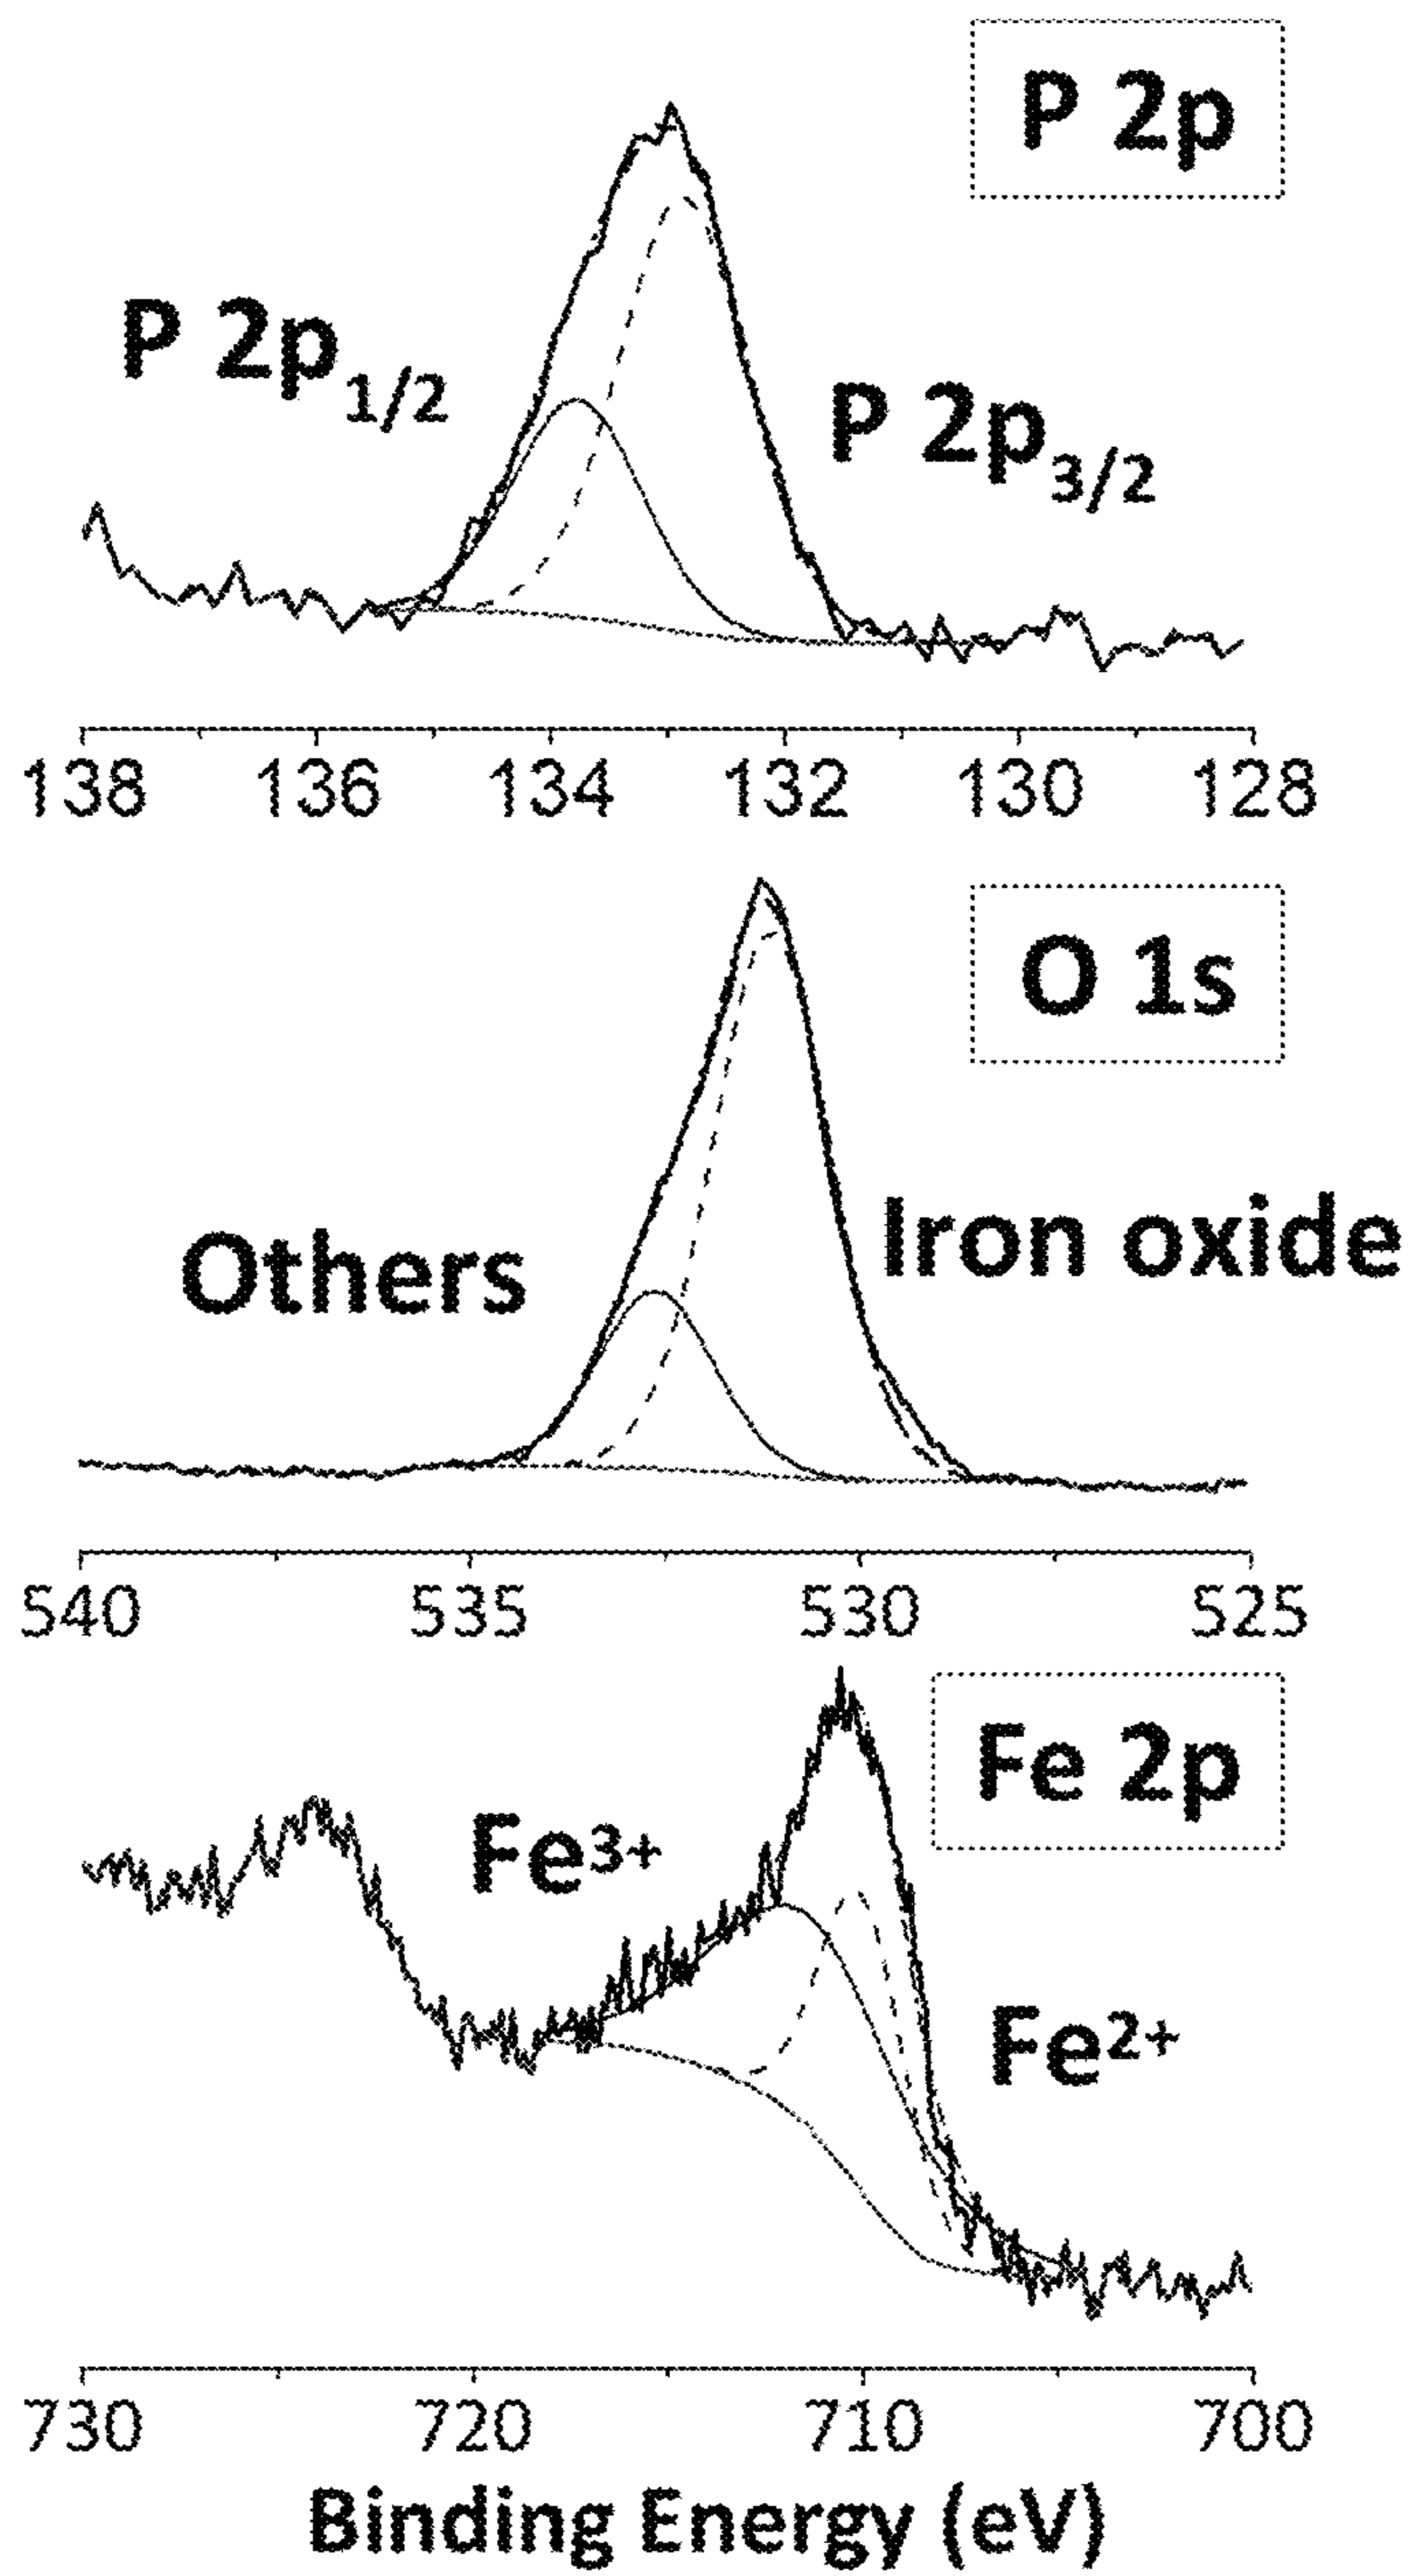 P 2p
P 2p1/2
P 2p3/2
138 136 134 132 130 128
O 1s
Others
Iron oxide
540 535 530 525
Fe 2p
Fe3+
Fe2+
730 720 710 700
Binding Energy (eV)